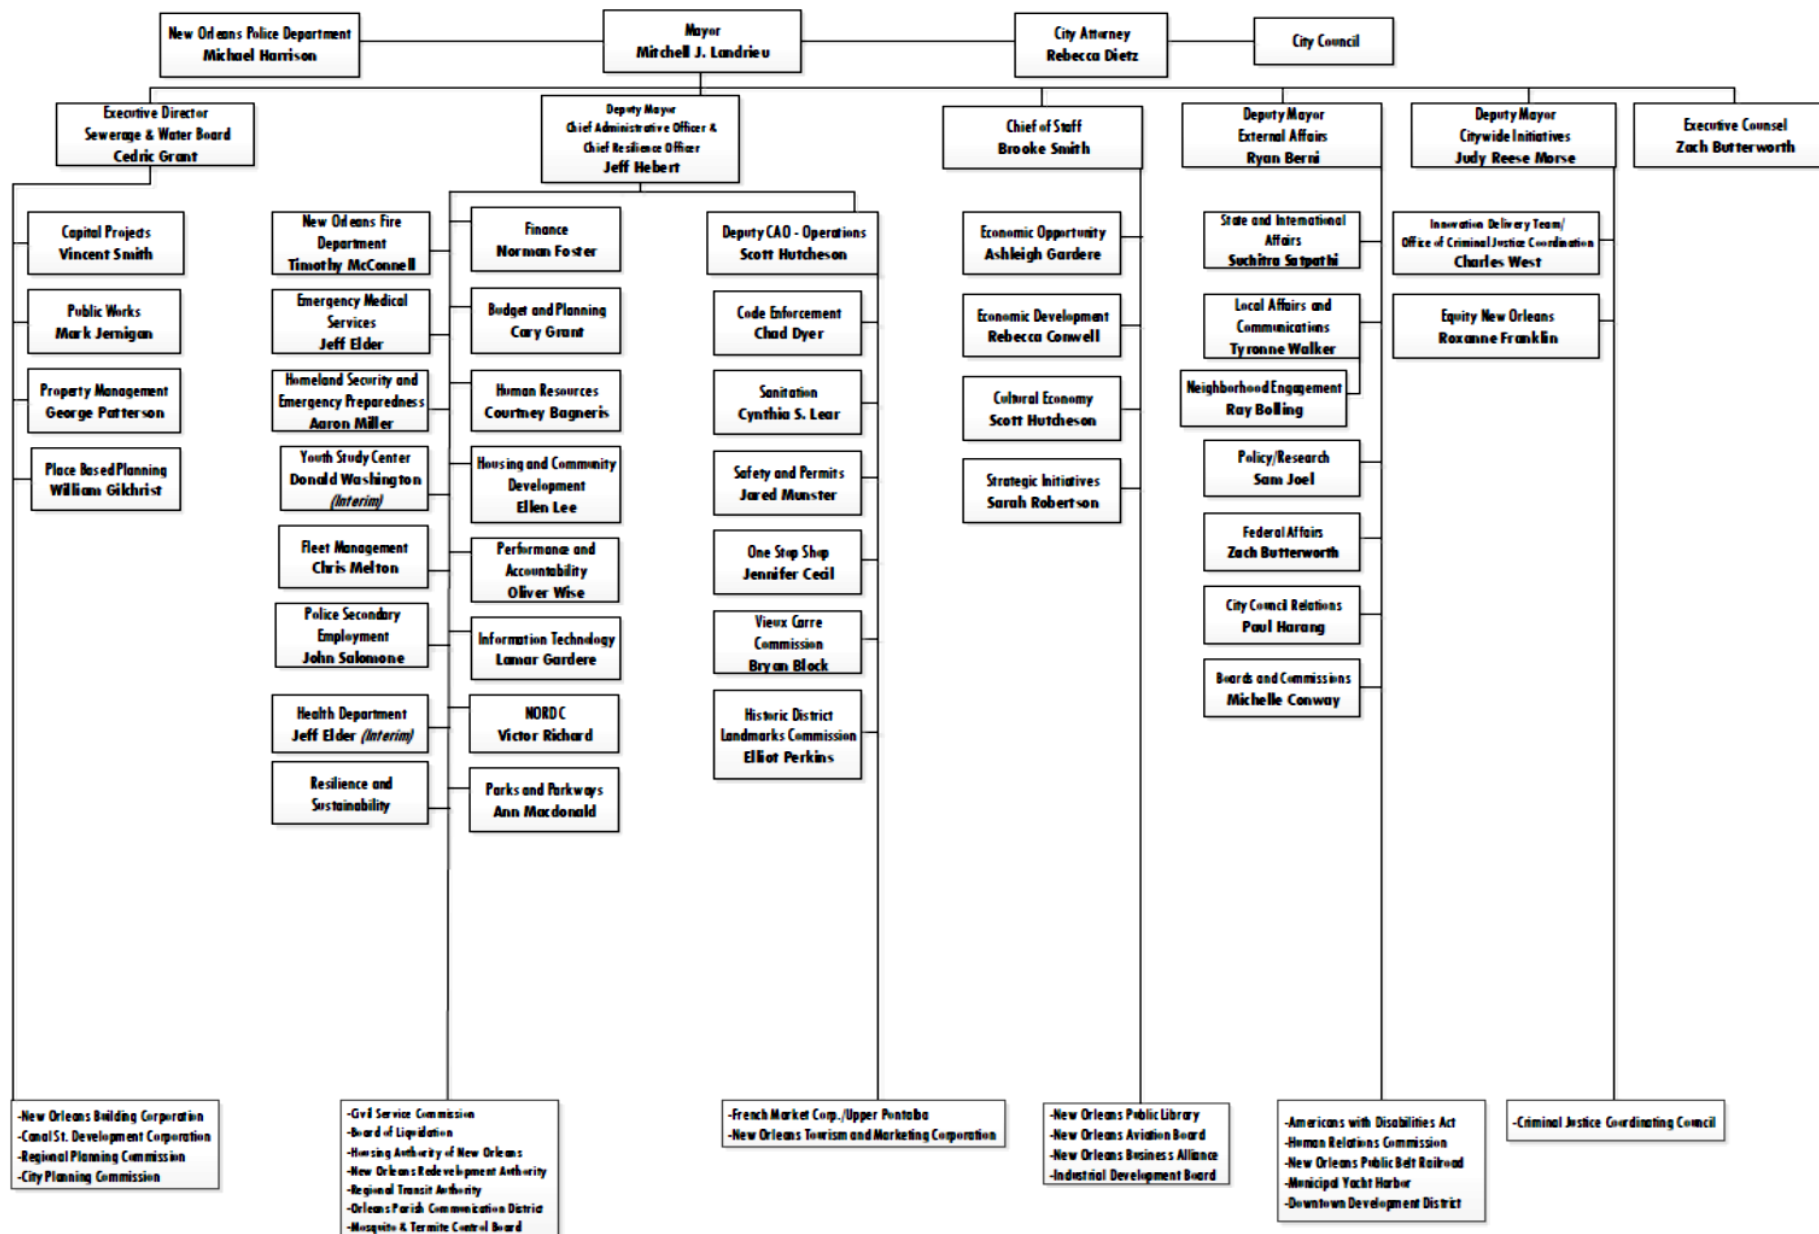 New Orleans Police Department
Michael Harrison
Mayor
Mitchell J. Landrieu
City Attorney
Rebecca Dietz
City Council
Executive Director
Sewerage & Water Board
Cedric Grant
Deputy Mayor
Chief Administrative Officer &
Chief Resilience Officer
Jeff Hebert
Chief of Staff
Brooke Smith
Deputy Mayor
External Affairs
Ryan Berni
Deputy Mayor
Citywide Initiatives
Judy Reese Morse
Executive Counsel
Zach Butterworth
Capital Projects
Vincent Smith
Public Works
Mark Jernigan
Property Management
George Patterson
Place Based Planning
William Gilchrist
New Orleans Fire
Department
Timothy McConnell
Emergency Medical
Services
Jeff Elder
Homeland Security and
Emergency Preparedness
Aaron Miller
Youth Study Center
Donald Washington
(Interim)
Fleet Management
Chris Melton
Police Secondary
Employment
John Salomone
Health Department
Jeff Elder (Interim)
Resilience and
Sustainability
Finance
Norman Foster
Budget and Planning
Cary Grant
Human Resources
Courtney Bagneris
Housing and Community
Development
Ellen Lee
Performance and
Accountability
Oliver Wise
Information Technology
Lamar Gardere
NORDC
Victor Richard
Parks and Parkways
Ann Macdonald
Deputy CAO - Operations
Scott Hutcheson
Code Enforcement
Chad Dyer
Sanitation
Cynthia S. Lear
Safety and Permits
Jared Munster
One Stop Shop
Jennifer Cecil
Vieux Carre
Commission
Bryan Block
Historic District
Landmarks Commission
Elliot Perkins
Economic Opportunity
Ashleigh Gardere
Economic Development
Rebecca Conwell
Cultural Economy
Scott Hutcheson
Strategic Initiatives
Sarah Robertson
State and International
Affairs
Suchitra Satpathi
Local Affairs and
Communications
Tyronne Walker
Neighborhood Engagement
Ray Bolling
Policy/Research
Sam Joel
Federal Affairs
Zach Butterworth
City Council Relations
Paul Harang
Boards and Commissions
Michelle Conway
Innovation Delivery Team/
Office of Criminal Justice Coordination
Charles West
Equity New Orleans
Roxanne Franklin
-New Orleans Building Corporation
-Canal St. Development Corporation
-Regional Planning Commission
-City Planning Commission
-Civil Service Commission
-Board of Liquidation
-Housing Authority of New Orleans
-New Orleans Redevelopment Authority
-Regional Transit Authority
-Orleans Parish Communication District
-Mosquito & Termite Control Board
-French Market Corp./Upper Pontalba
-New Orleans Tourism and Marketing Corporation
-New Orleans Public Library
-New Orleans Aviation Board
-New Orleans Business Alliance
-Industrial Development Board
-Americans with Disabilities Act
-Human Relations Commission
-New Orleans Public Belt Railroad
-Municipal Yacht Harbor
-Downtown Development District
-Criminal Justice Coordinating Council